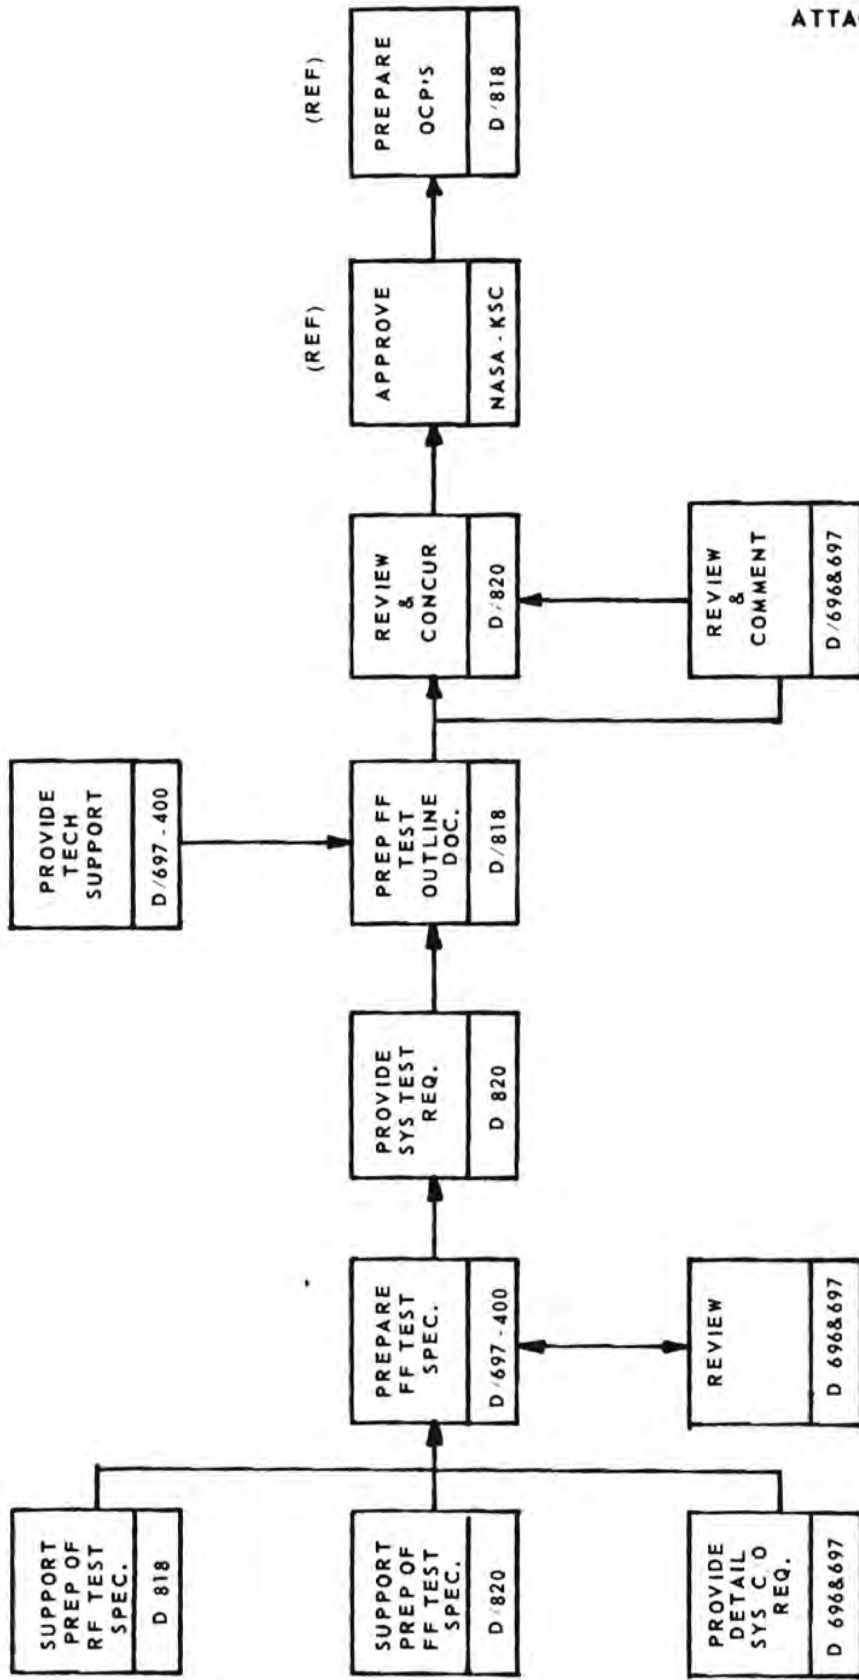 ATTA
SUPPORT
PREP OF
RF TEST
SPEC.
D 818
SUPPORT
PREP OF
FF TEST
SPEC.
D/820
PROVIDE
DETAIL
SYS C/O
REQ.
D 696&697
PREPARE
FF TEST
SPEC.
D/697-400
REVIEW
D 696&697
PROVIDE
SYS TEST
REQ.
D 820
PROVIDE
TECH
SUPPORT
D/697-400
PREP FF
TEST
OUTLINE
DOC.
D/818
REVIEW
&
CONCUR
D/820
REVIEW
&
COMMENT
D/696&697
(REF)
APPROVE
NASA-KSC
(REF)
PREPARE
OCP'S
D/818